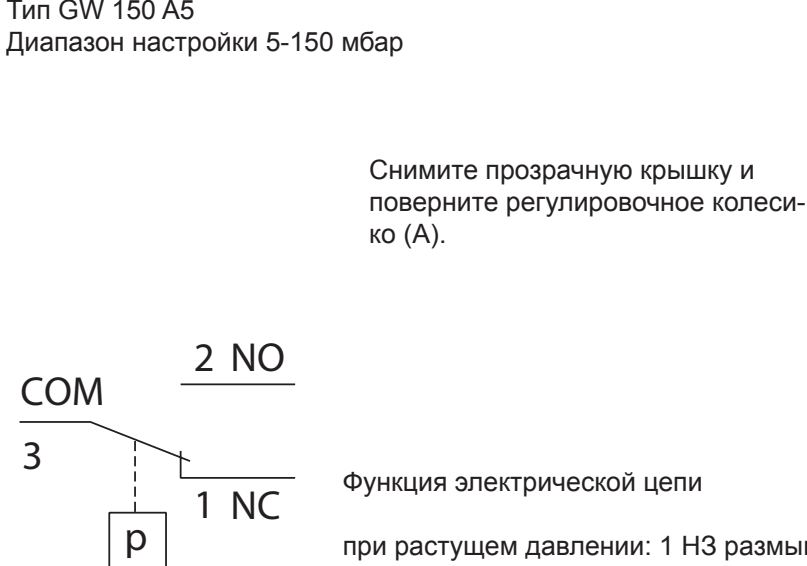 Тип GW 150 A5
Диапазон настройки 5-150 мбар
Снимите прозрачную крышку и
поверните регулировочное колеси-
ко (A).
2 NO
COM
3
1 NC
p
Функция электрической цепи
при растущем давлении: 1 НЗ